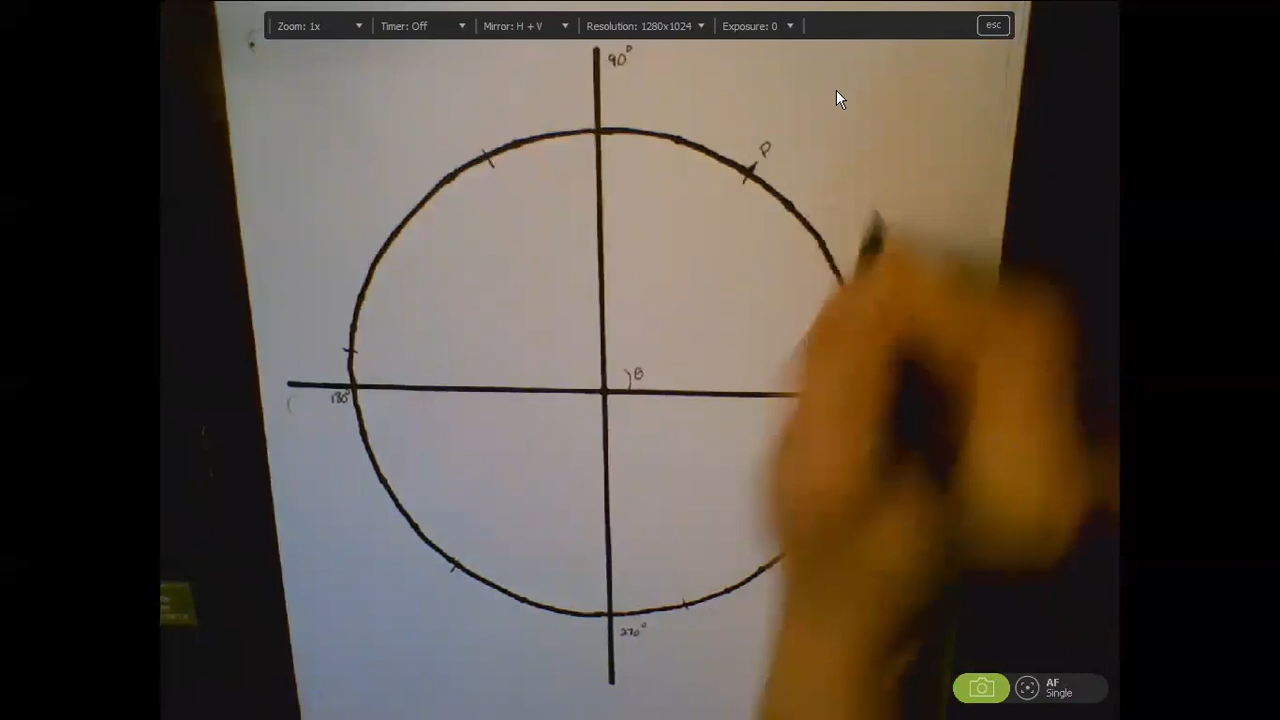 Zoom: 1x Timer: Off Mirror: H + V Resolution: 1280x1024 Exposure: 0 esc
90°
P
θ
180°
270°
AF
Single